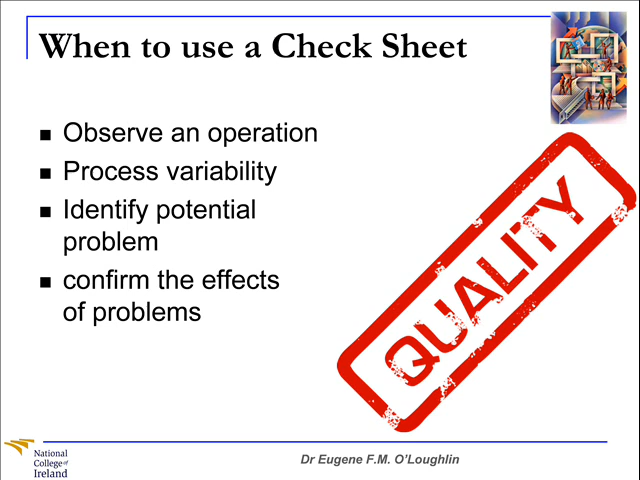 When to use a Check Sheet
Observe an operation
Process variability
Identify potential
problem
confirm the effects
of problems
QUALITY
National
College of
Ireland
Dr Eugene F.M. O'Loughlin